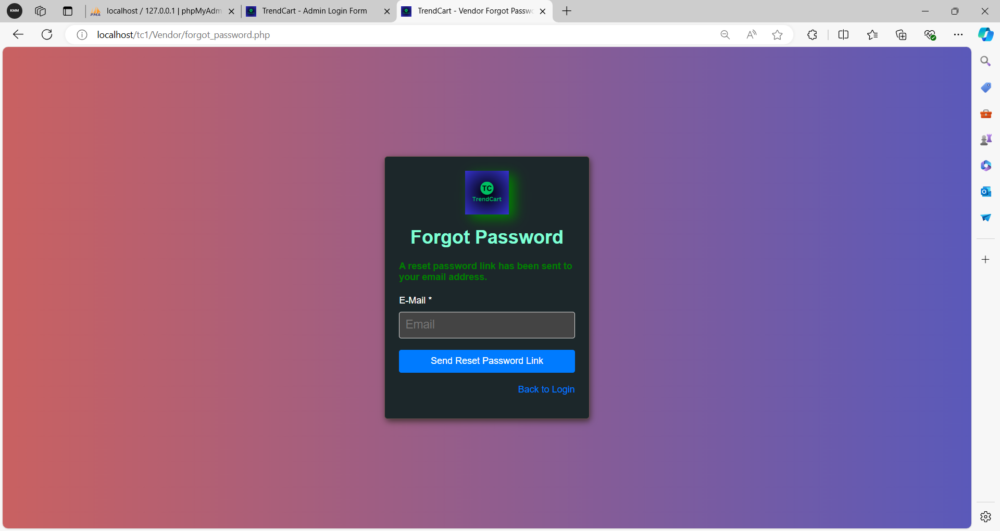 KMM
PMA
localhost / 127.0.0.1 | phpMyAdm
TrendCart - Admin Login Form
TrendCart - Vendor Forgot Passwo
localhost/tc1/Vendor/forgot_password.php
TC
TrendCart
Forgot Password
A reset password link has been sent to
your email address.
E-Mail *
Email
Send Reset Password Link
Back to Login